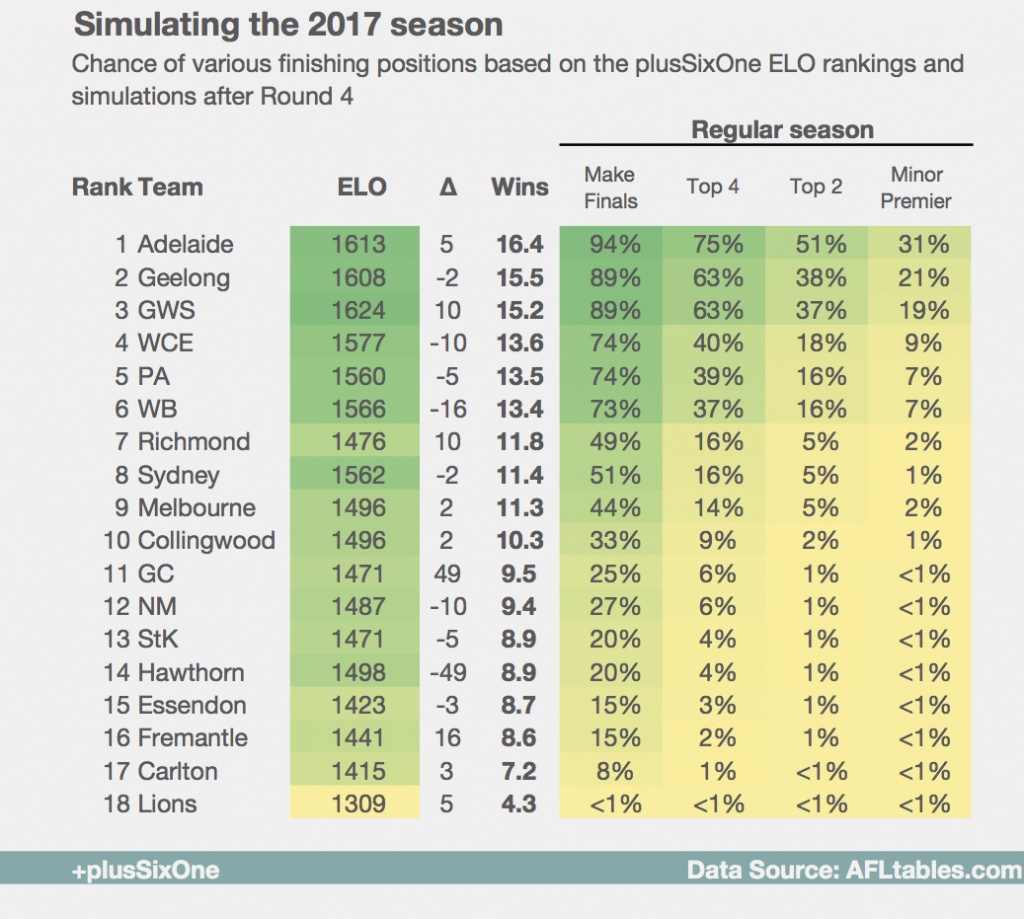 Simulating the 2017 season
Chance of various finishing positions based on the plusSixOne ELO rankings and
simulations after Round 4
Regular season
Rank Team ELO Δ Wins Make Finals Top 4 Top 2 Minor Premier
1 Adelaide 1613 5 16.4 94% 75% 51% 31%
2 Geelong 1608 -2 15.5 89% 63% 38% 21%
3 GWS 1624 10 15.2 89% 63% 37% 19%
4 WCE 1577 -10 13.6 74% 40% 18% 9%
5 PA 1560 -5 13.5 74% 39% 16% 7%
6 WB 1566 -16 13.4 73% 37% 16% 7%
7 Richmond 1476 10 11.8 49% 16% 5% 2%
8 Sydney 1562 -2 11.4 51% 16% 5% 1%
9 Melbourne 1496 2 11.3 44% 14% 5% 2%
10 Collingwood 1496 2 10.3 33% 9% 2% 1%
11 GC 1471 49 9.5 25% 6% 1% <1%
12 NM 1487 -10 9.4 27% 6% 1% <1%
13 StK 1471 -5 8.9 20% 4% 1% <1%
14 Hawthorn 1498 -49 8.9 20% 4% 1% <1%
15 Essendon 1423 -3 8.7 15% 3% 1% <1%
16 Fremantle 1441 16 8.6 15% 2% 1% <1%
17 Carlton 1415 3 7.2 8% 1% <1% <1%
18 Lions 1309 5 4.3 <1% <1% <1% <1%
+plusSixOne Data Source: AFLtables.com